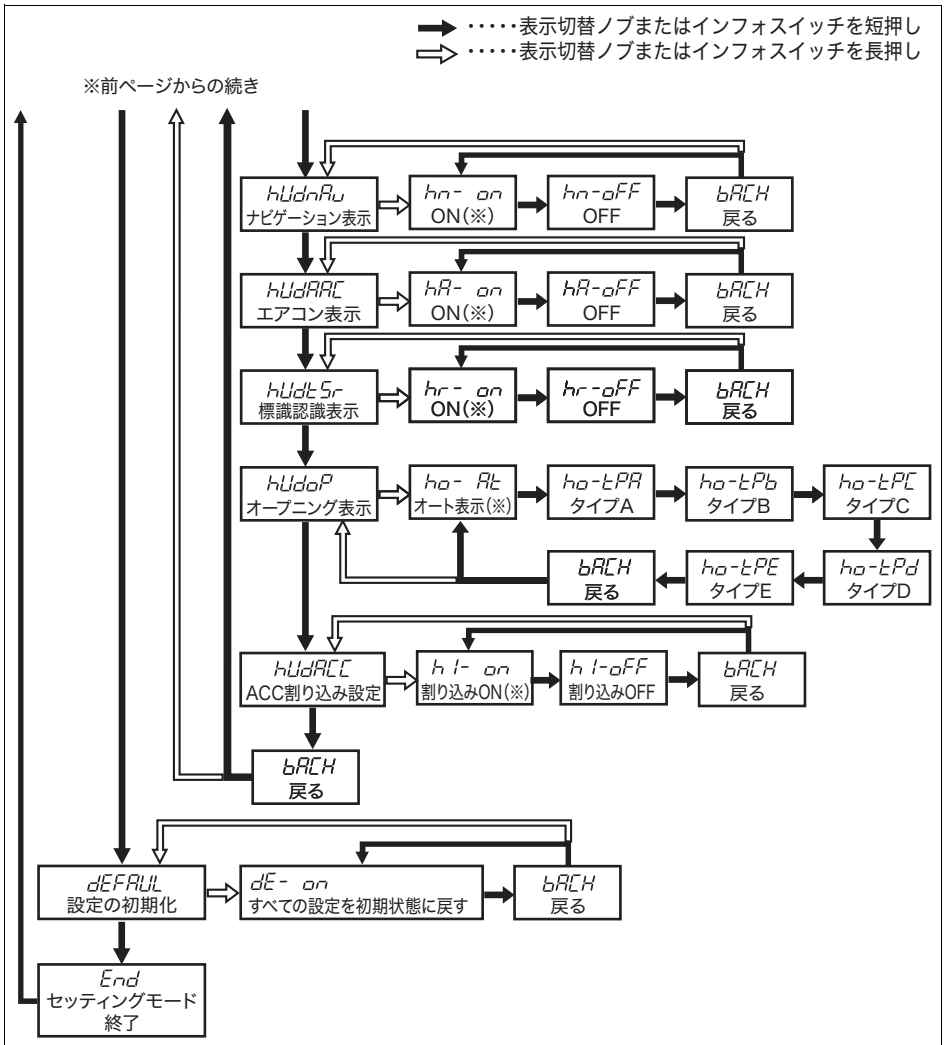 ・・・・・表示切替ノブまたはインフォスイッチを短押し
・・・・・表示切替ノブまたはインフォスイッチを長押し
※前ページからの続き
hUdnAv
ナビゲーション表示
hn- on
ON(※)
hn-oFF
OFF
bACH
戻る
hUdAAC
エアコン表示
hA- on
ON(※)
hA-oFF
OFF
bACH
戻る
hUdtSr
標識認識表示
hr- on
ON(※)
hr-oFF
OFF
bACH
戻る
hUdoP
オープニング表示
ho- At
オート表示(※)
ho-tPA
タイプA
ho-tPb
タイプB
ho-tPC
タイプC
bACH
戻る
ho-tPE
タイプE
ho-tPd
タイプD
hUdACC
ACC割り込み設定
hI- on
割り込みON(※)
hI-oFF
割り込みOFF
bACH
戻る
bACH
戻る
dEFAUL
設定の初期化
dE- on
すべての設定を初期状態に戻す
bACH
戻る
End
セッティングモード
終了